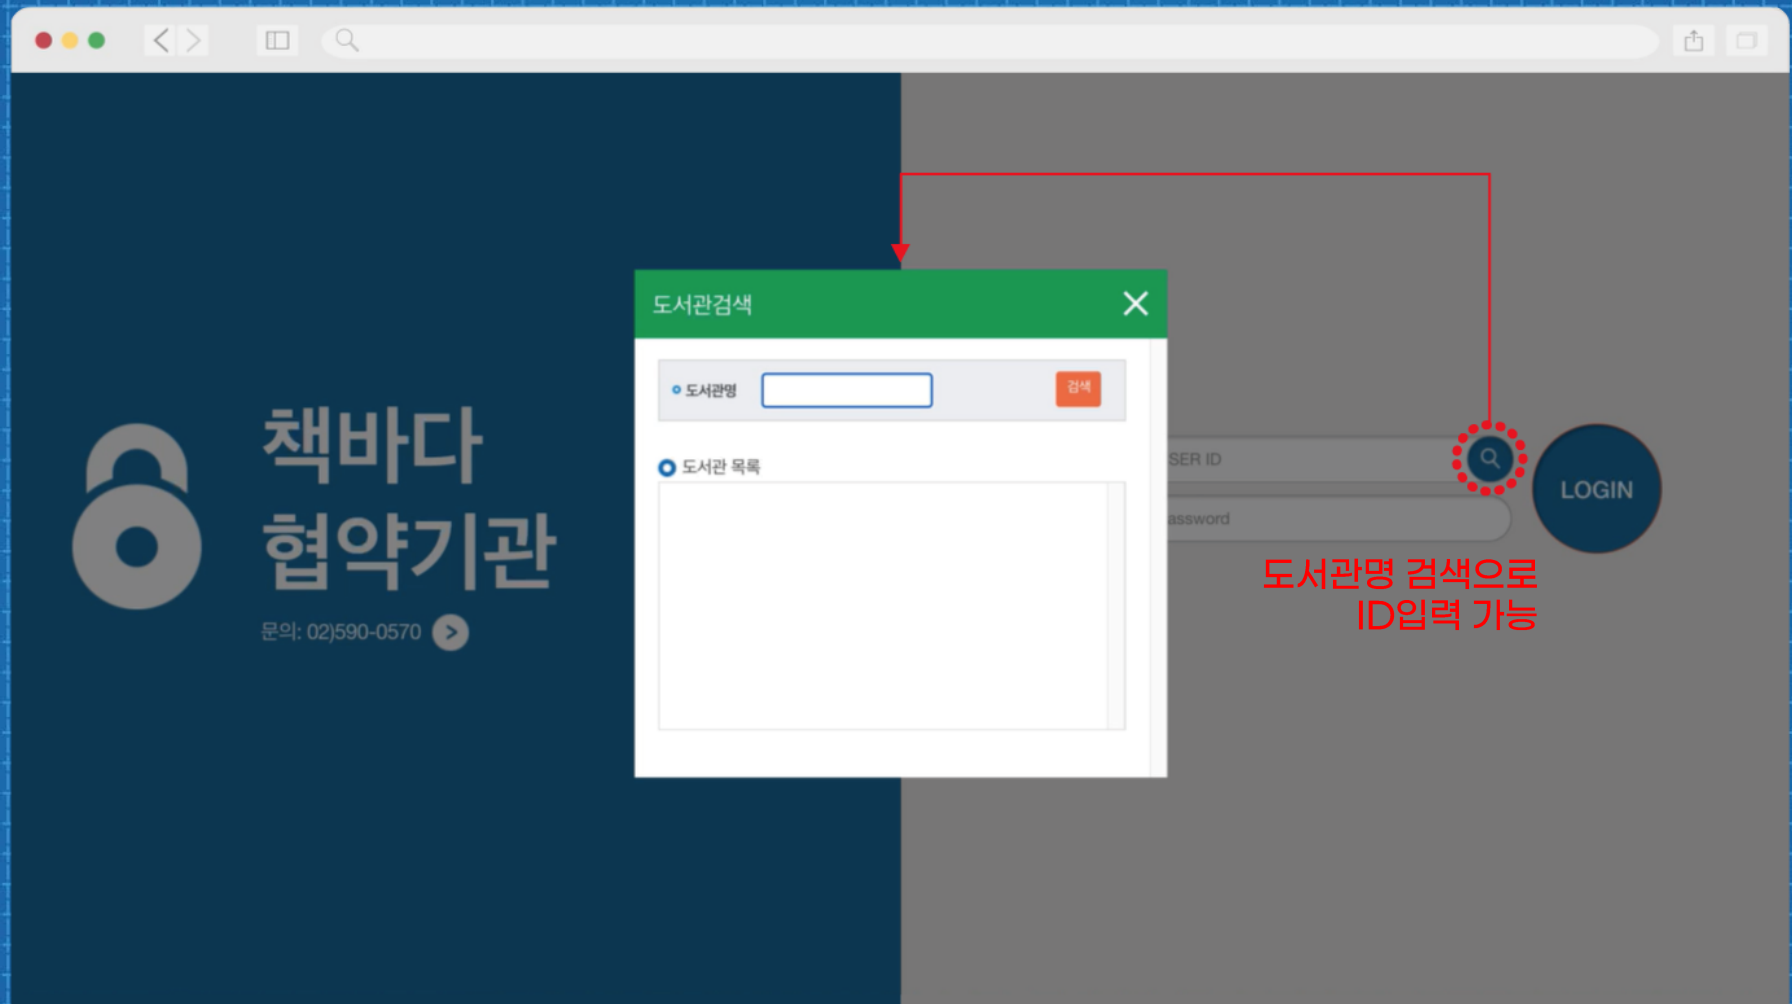 도서관검색
도서관명
검색
도서관 목록
책바다
협약기관
문의: 02)590-0570
SER ID
assword
LOGIN
도서관명 검색으로
ID입력 가능